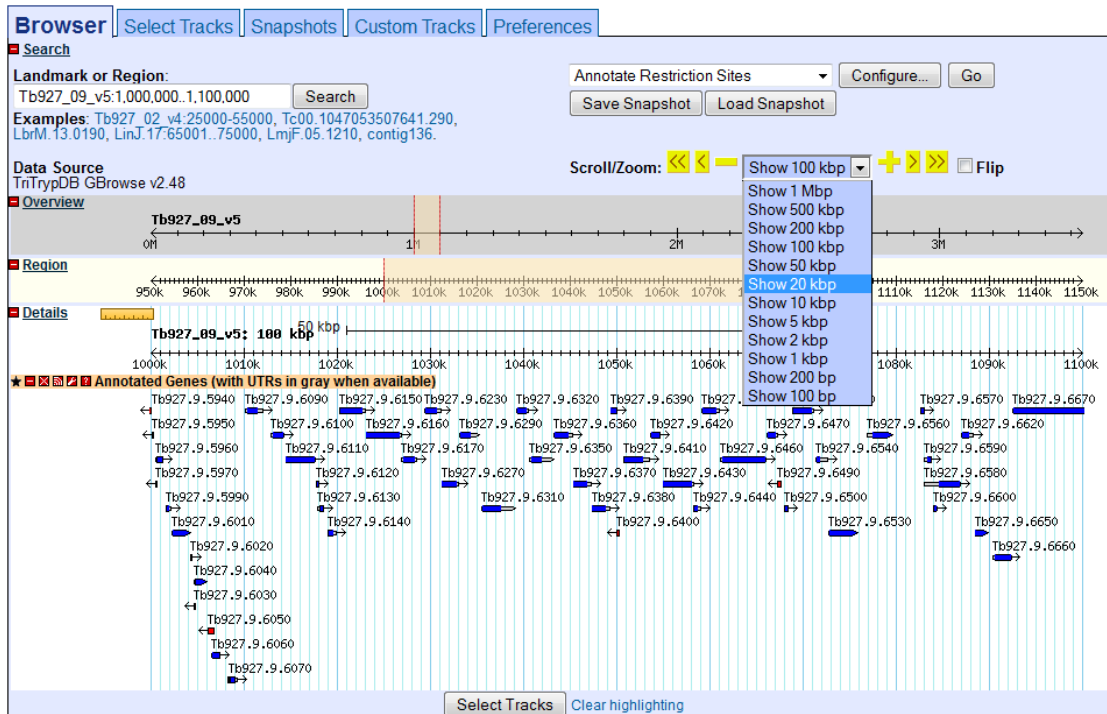 Browser Select Tracks Snapshots Custom Tracks Preferences
Search
Landmark or Region:
Tb927_09_v5:1,000,000..1,100,000 Search
Examples: Tb927_02_v4:25000-55000, Tc00.1047053507641.290,
LbrM.13.0190, LinJ.17:65001..75000, LmjF.05.1210, contig136.
Annotate Restriction Sites Configure... Go
Save Snapshot Load Snapshot
Data Source
TriTrypDB GBrowse v2.48
Scroll/Zoom: << < Show 100 kbp > >> Flip
Show 1 Mbp
Show 500 kbp
Show 200 kbp
Show 100 kbp
Show 50 kbp
Show 20 kbp
Show 10 kbp
Show 5 kbp
Show 2 kbp
Show 1 kbp
Show 200 bp
Show 100 bp
Overview
Tb927_09_v5
0M 1M 2M 3M
Region
950k 960k 970k 980k 990k 1000k 1010k 1020k 1030k 1040k 1050k 1060k 1070k 1110k 1120k 1130k 1140k 1150k
Details
50 kbp
Tb927_09_v5: 100 kbp
1000k 1010k 1020k 1030k 1040k 1050k 1060k 1080k 1090k 1100k
Annotated Genes (with UTRs in gray when available)
Tb927.9.5940 Tb927.9.6090 Tb927.9.6150 Tb927.9.6230 Tb927.9.6320 Tb927.9.6390 Tb927.9.6570 Tb927.9.6670
Tb927.9.5950 Tb927.9.6100 Tb927.9.6160 Tb927.9.6290 Tb927.9.6360 Tb927.9.6420 Tb927.9.6470 Tb927.9.6560 Tb927.9.6620
Tb927.9.5960 Tb927.9.6110 Tb927.9.6170 Tb927.9.6350 Tb927.9.6410 Tb927.9.6460 Tb927.9.6540 Tb927.9.6590
Tb927.9.5970 Tb927.9.6120 Tb927.9.6270 Tb927.9.6370 Tb927.9.6430 Tb927.9.6490 Tb927.9.6580
Tb927.9.5990 Tb927.9.6130 Tb927.9.6310 Tb927.9.6380 Tb927.9.6440 Tb927.9.6500 Tb927.9.6600
Tb927.9.6010 Tb927.9.6140 Tb927.9.6400 Tb927.9.6530 Tb927.9.6650
Tb927.9.6020 Tb927.9.6660
Tb927.9.6040
Tb927.9.6030
Tb927.9.6050
Tb927.9.6060
Tb927.9.6070
Select Tracks Clear highlighting